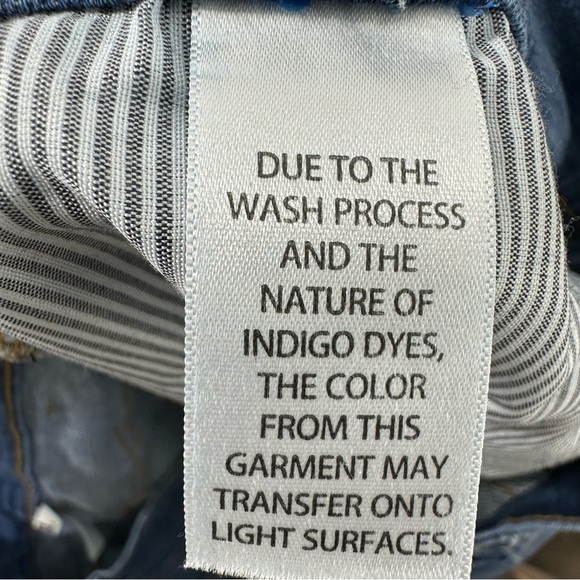 DUE TO THE
WASH PROCESS
AND THE
NATURE OF
INDIGO DYES,
THE COLOR
FROM THIS
GARMENT MAY
TRANSFER ONTO
LIGHT SURFACES.